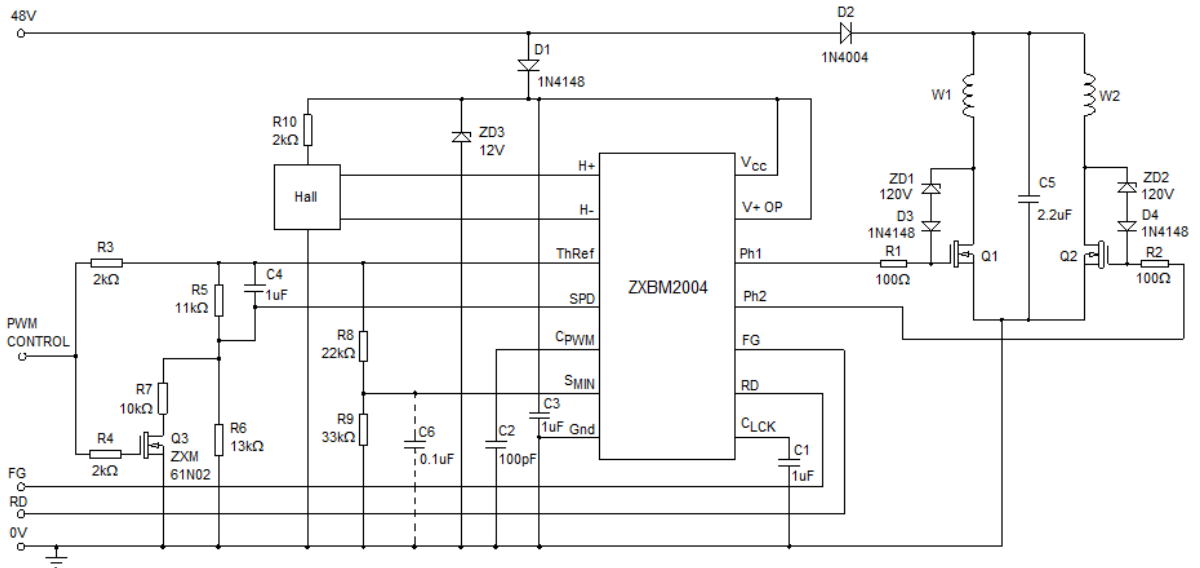 48V
D2
1N4004
D1
1N4148
W1
W2
R10
2kΩ
ZD3
12V
Hall
H+
H-
ThRef
SPD
CPWM
SMIN
Gnd
ZXBM2004
VCC
V+ OP
Ph1
Ph2
FG
RD
CLCK
ZD1
120V
D3
1N4148
R1
100Ω
Q1
C5
2.2uF
ZD2
120V
D4
1N4148
Q2
R2
100Ω
R3
2kΩ
R5
11kΩ
C4
1uF
PWM
CONTROL
R7
10kΩ
R4
2kΩ
Q3
ZXM
61N02
R6
13kΩ
R8
22kΩ
R9
33kΩ
C6
0.1uF
C2
100pF
C3
1uF
C1
1uF
FG
RD
0V